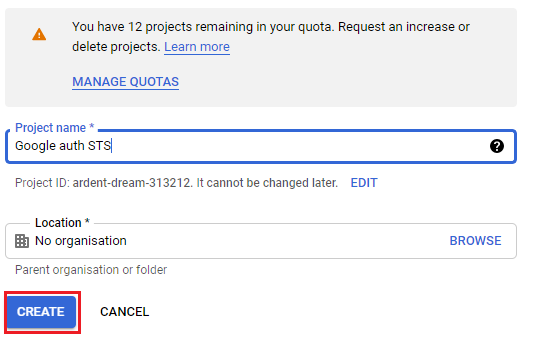 You have 12 projects remaining in your quota. Request an increase or
delete projects. Learn more
MANAGE QUOTAS
Project name *
Google auth STS
Project ID: ardent-dream-313212. It cannot be changed later. EDIT
Location *
No organisation BROWSE
Parent organisation or folder
CREATE CANCEL